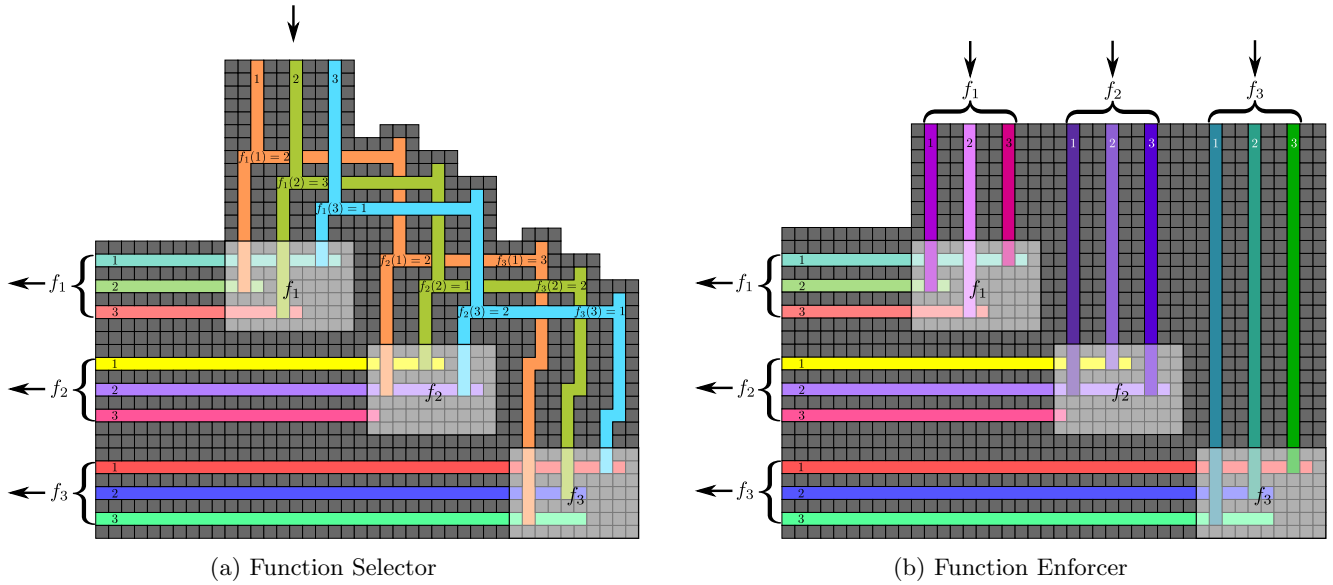 f₁ f₂ f₃
1 2 3
1 2 3 1 2 3 1 2 3
f₁(1) = 2
f₁(2) = 3
f₁(3) = 1
f₂(1) = 2 f₃(1) = 3
f₂(2) = 1 f₃(2) = 2
f₂(3) = 2 f₃(3) = 1
f₁ 1 2 3 f₁
f₂ 1 2 3 f₂
f₃ 1 2 3 f₃
f₁ 1 2 3 f₁
f₂ 1 2 3 f₂
f₃ 1 2 3 f₃
(a) Function Selector
(b) Function Enforcer